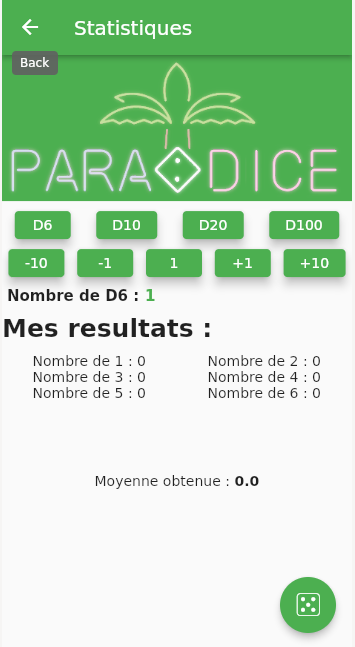 Statistiques
Back
PARADICE
D6 D10 D20 D100
-10 -1 1 +1 +10
Nombre de D6 : 1
Mes resultats :
Nombre de 1 : 0 Nombre de 2 : 0
Nombre de 3 : 0 Nombre de 4 : 0
Nombre de 5 : 0 Nombre de 6 : 0
Moyenne obtenue : 0.0